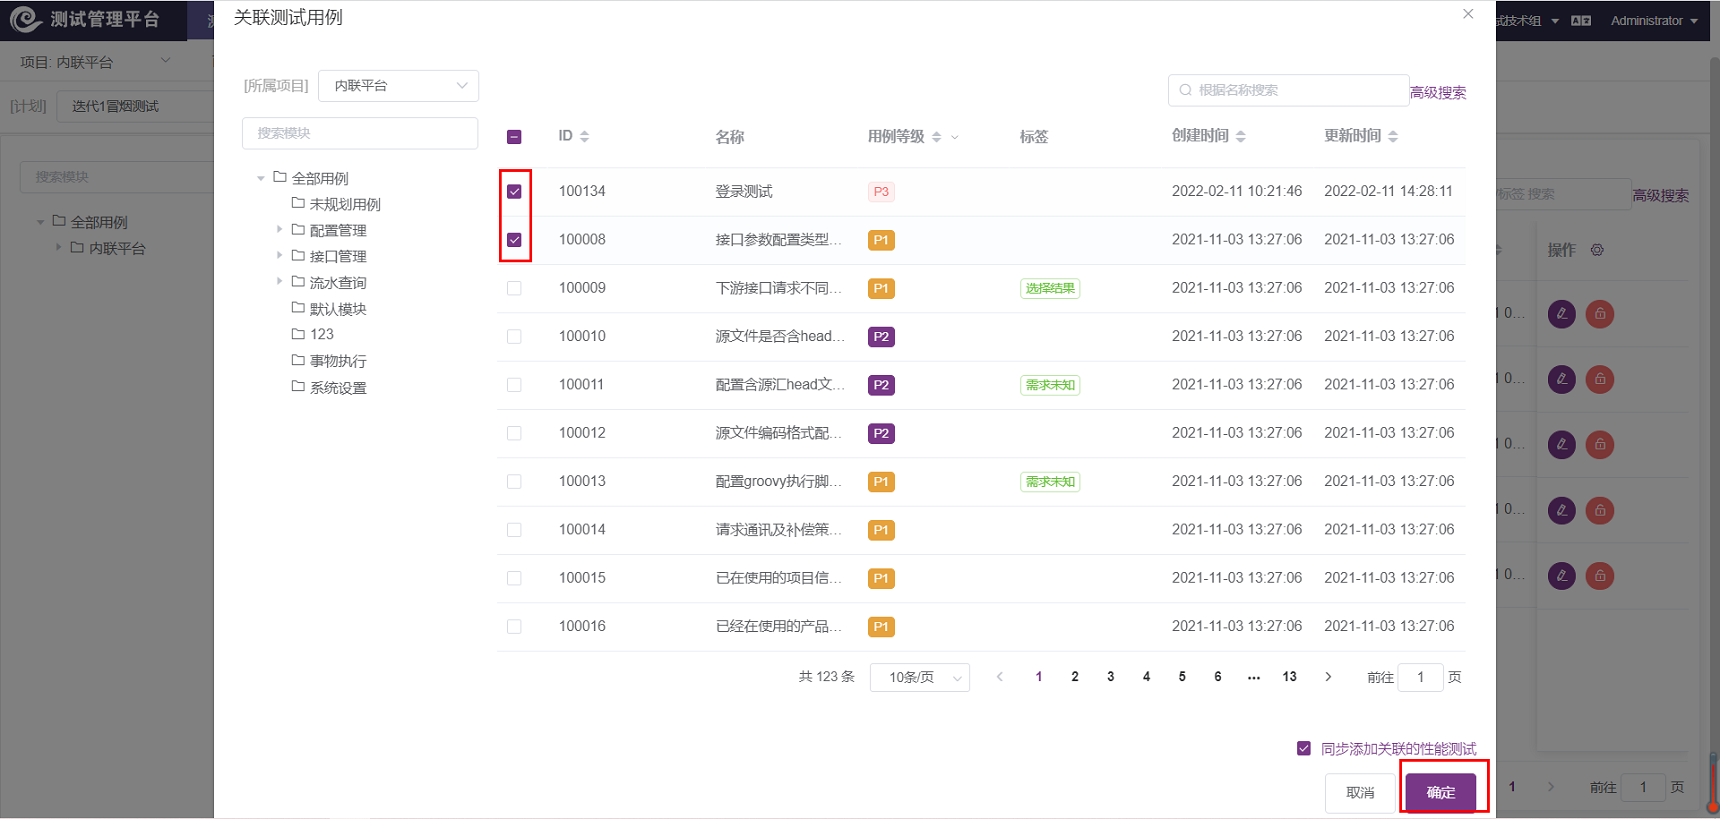 测试管理平台
关联测试用例
试技术组
Administrator
项目: 内联平台
[计划] 迭代1冒烟测试
搜索模块
全部用例
内联平台
[所属项目] 内联平台
根据名称搜索
高级搜索
搜索模块
全部用例
未规划用例
配置管理
接口管理
流水查询
默认模块
123
事物执行
系统设置
ID 名称 用例等级 标签 创建时间 更新时间
100134 登录测试 P3 2022-02-11 10:21:46 2022-02-11 14:28:11
100008 接口参数配置类型... P1 2021-11-03 13:27:06 2021-11-03 13:27:06
100009 下游接口请求不同... P1 选择结果 2021-11-03 13:27:06 2021-11-03 13:27:06
100010 源文件是否含head... P2 2021-11-03 13:27:06 2021-11-03 13:27:06
100011 配置含源汇head文... P2 需求未知 2021-11-03 13:27:06 2021-11-03 13:27:06
100012 源文件编码格式配... P2 2021-11-03 13:27:06 2021-11-03 13:27:06
100013 配置groovy执行脚... P1 需求未知 2021-11-03 13:27:06 2021-11-03 13:27:06
100014 请求通讯及补偿策... P1 2021-11-03 13:27:06 2021-11-03 13:27:06
100015 已在使用的项目信... P1 2021-11-03 13:27:06 2021-11-03 13:27:06
100016 已经在使用的产品... P1 2021-11-03 13:27:06 2021-11-03 13:27:06
共 123 条 10条/页 1 2 3 4 5 6 ... 13 前往 1 页
同步添加关联的性能测试
取消 确定
标签 搜索
高级搜索
操作
1 0...
1 0...
1 0...
1 0...
1 0...
1 前往 1 页